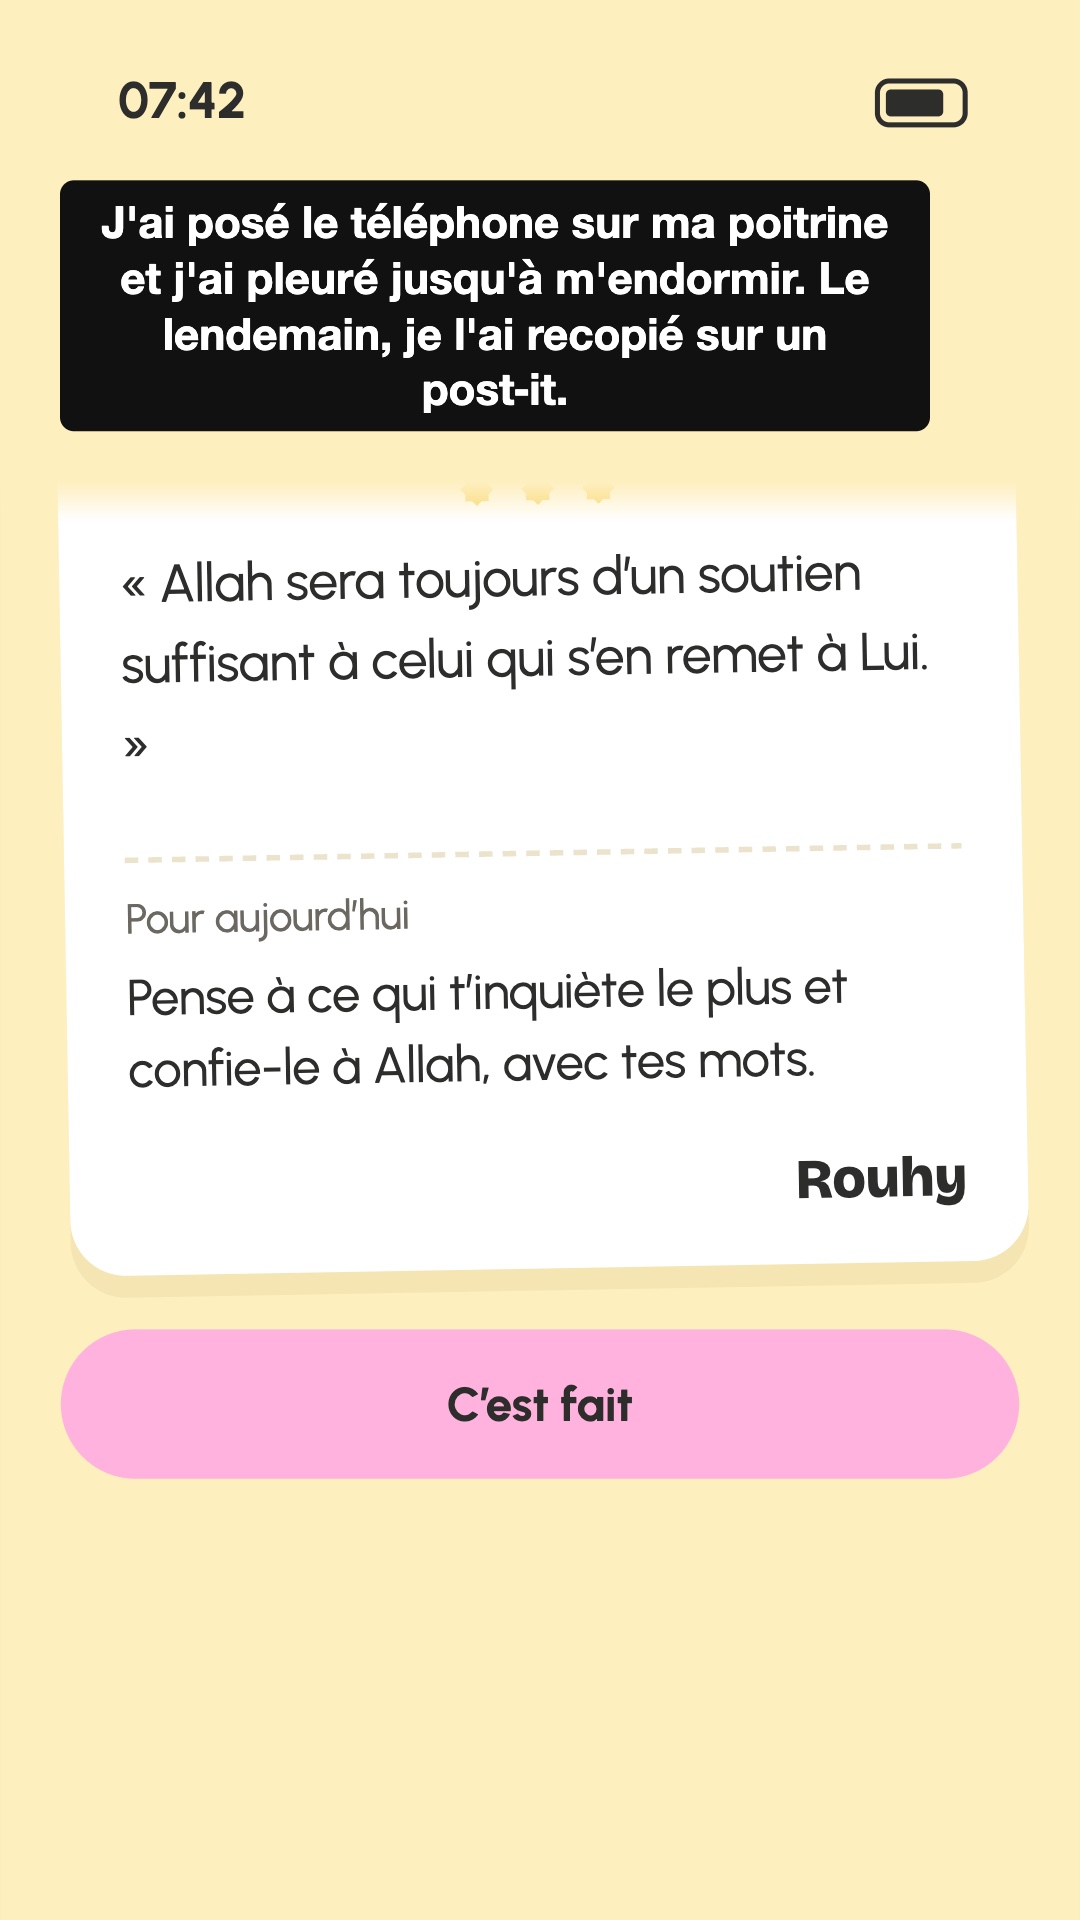 07:42
J'ai posé le téléphone sur ma poitrine
et j'ai pleuré jusqu'à m'endormir. Le
lendemain, je l'ai recopié sur un
post-it.
« Allah sera toujours d’un soutien
suffisant à celui qui s’en remet à Lui.
»
Pour aujourd’hui
Pense à ce qui t’inquiète le plus et
confie-le à Allah, avec tes mots.
Rouhy
C’est fait